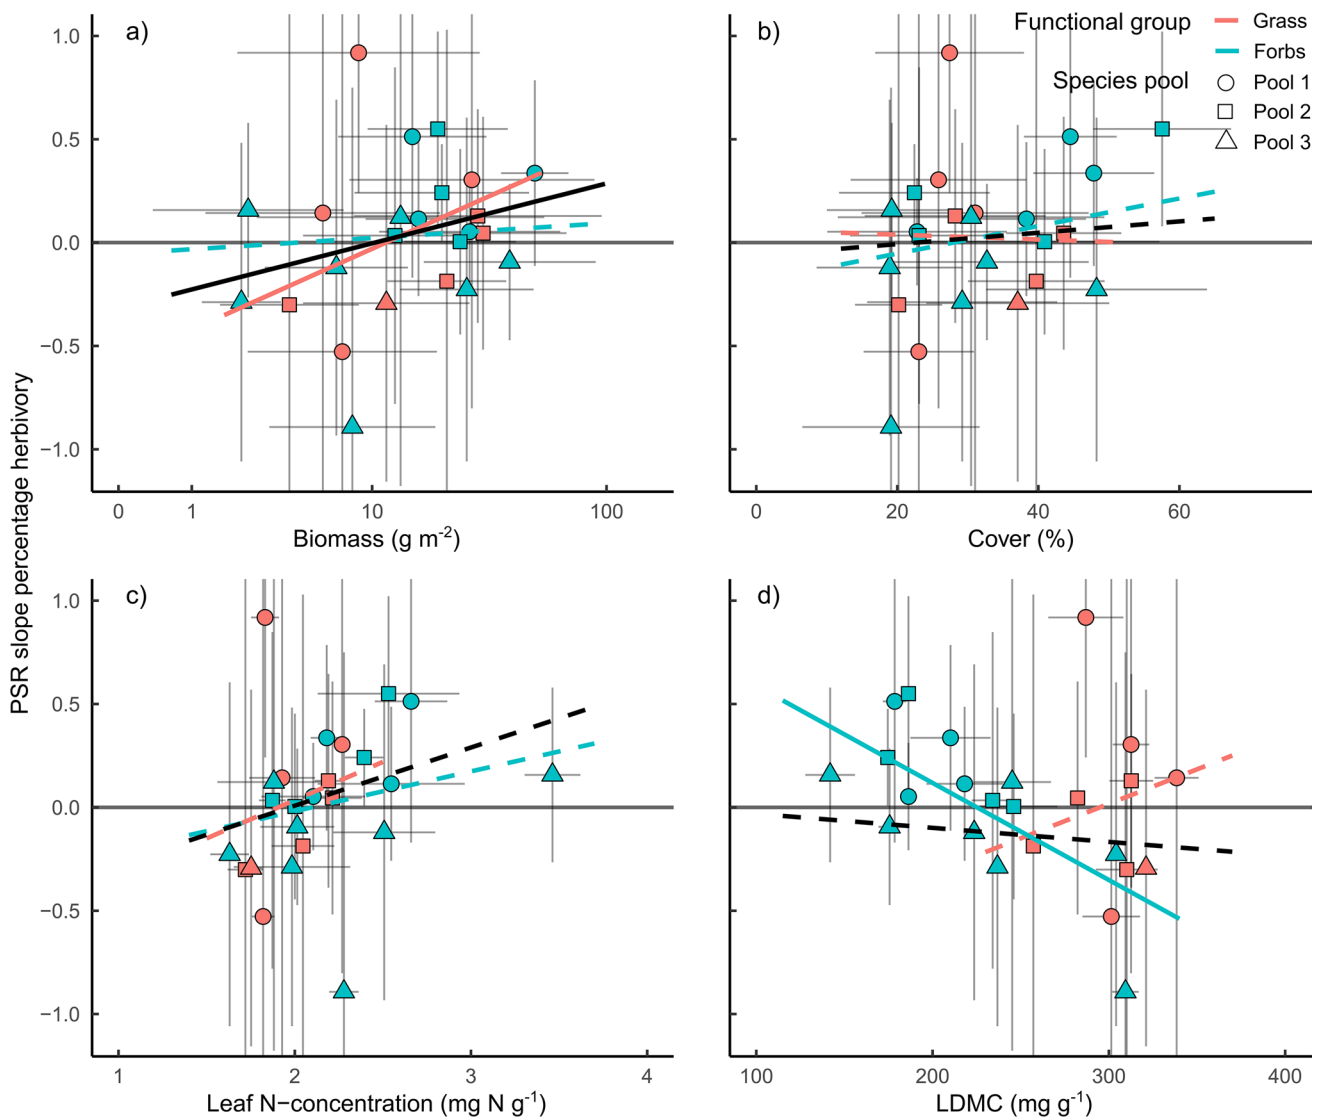 PSR slope percentage herbivory
a)
1.0
0.5
0.0
−0.5
−1.0
0 1 10 100
Biomass (g m-2)
b)
Functional group
Grass
Forbs
Species pool
Pool 1
Pool 2
Pool 3
0 20 40 60
Cover (%)
c)
1.0
0.5
0.0
−0.5
−1.0
1 2 3 4
Leaf N−concentration (mg N g-1)
d)
100 200 300 400
LDMC (mg g-1)